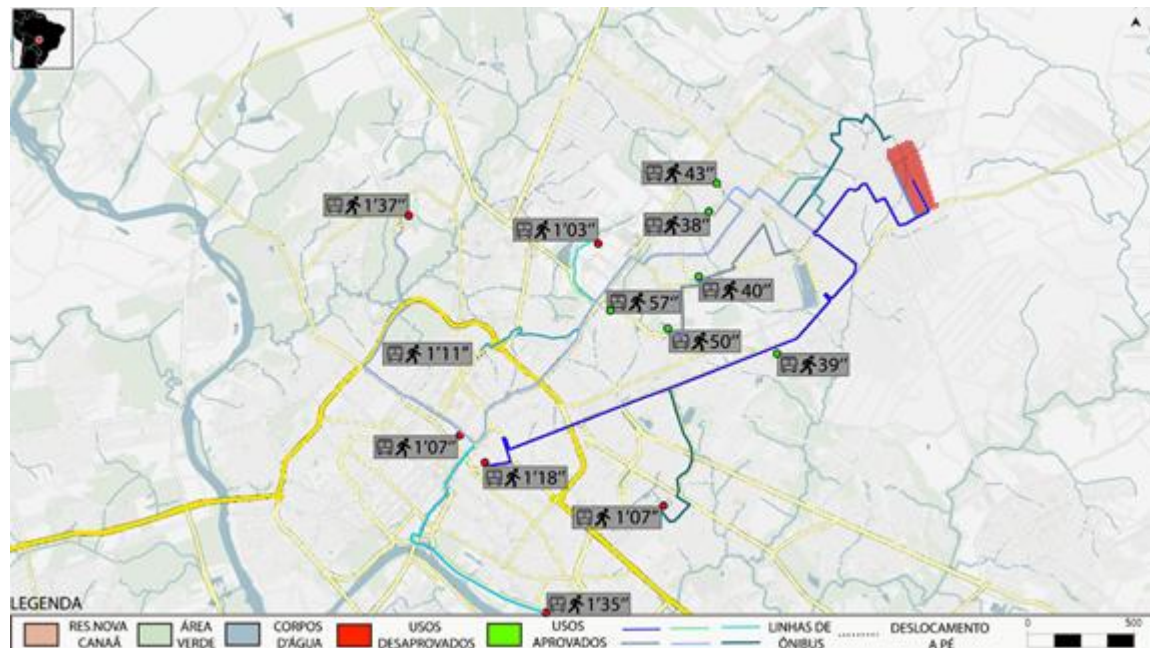 43’’
1’37’’
38’’
1’03’’
40’’
57’’
50’’
1’11’’
39’’
1’07’’
1’18’’
1’07’’
1’35’’
LEGENDA
RES.NOVA CANAÃ
ÁREA VERDE
CORPOS D'ÁGUA
USOS DESAPROVADOS
USOS APROVADOS
LINHAS DE ÔNIBUS
DESLOCAMENTO A PÉ
0 500